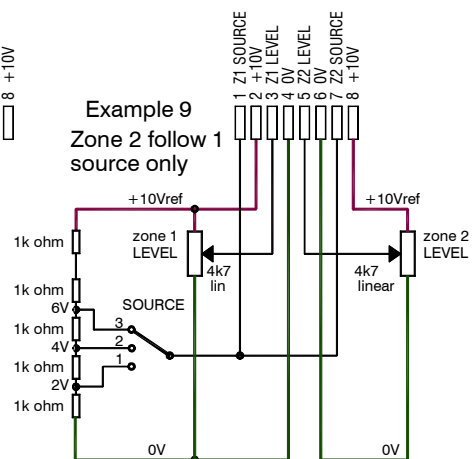 8 +10V
Example 9
Zone 2 follow 1
source only
1 Z1 SOURCE
2 +10V
3 Z1 LEVEL
4 0V
5 Z2 LEVEL
6 0V
7 Z2 SOURCE
8 +10V
+10Vref
+10Vref
1k ohm
zone 1
LEVEL
zone 2
LEVEL
4k7
lin
4k7
linear
1k ohm
6V
SOURCE
1k ohm
3
4V
2
1k ohm
1
2V
1k ohm
0V
0V